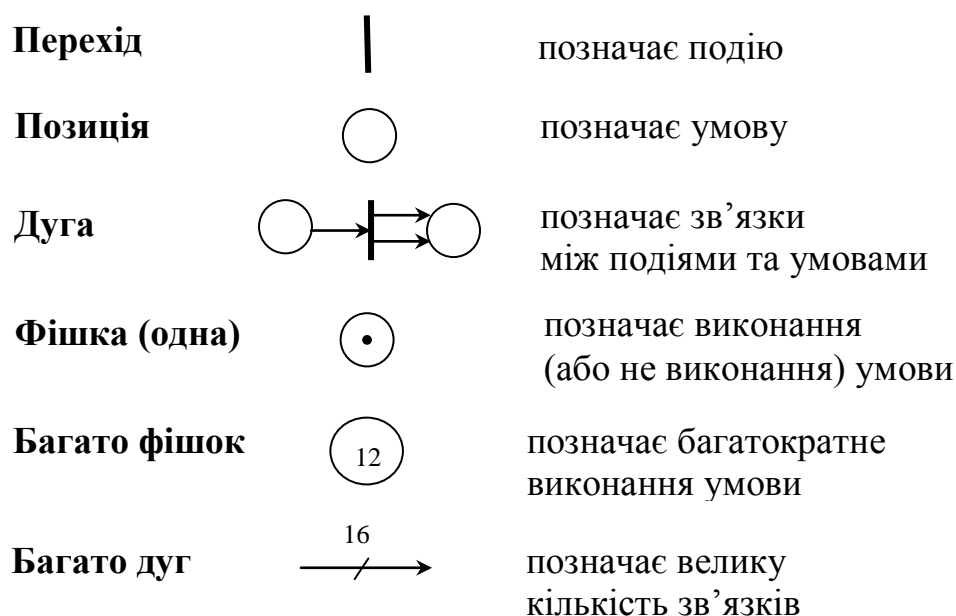 Перехід
позначає подію
Позиція
позначає умову
Дуга
позначає зв’язки
між подіями та умовами
Фішка (одна)
позначає виконання
(або не виконання) умови
Багато фішок
12
позначає багатократне
виконання умови
16
Багато дуг
позначає велику
кількість зв’язків